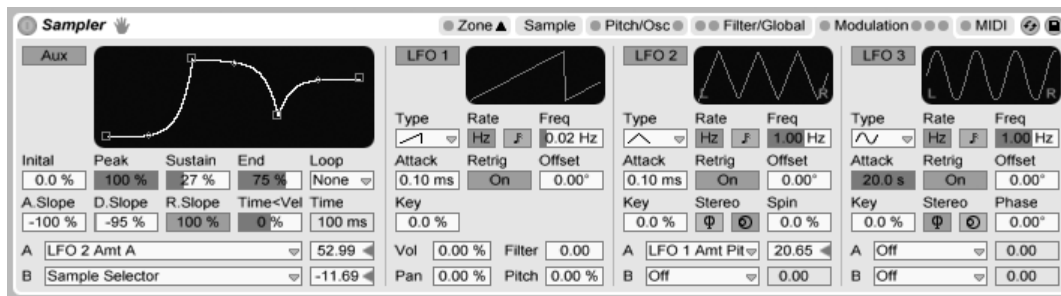 Sampler Zone Sample Pitch/Osc Filter/Global Modulation MIDI
Aux LFO 1 LFO 2 LFO 3
L R L R
Type Rate Freq Type Rate Freq Type Rate Freq
Hz 0.02 Hz Hz 1.00 Hz Hz 1.00 Hz
Inital Peak Sustain End Loop Attack Retrig Offset Attack Retrig Offset Attack Retrig Offset
0.0 % 100 % 27 % 75 % None 0.10 ms On 0.00° 0.10 ms On 0.00° 20.0 s On 0.00°
A.Slope D.Slope R.Slope Time<Vel Time Key Key Stereo Spin Key Stereo Phase
-100 % -95 % 100 % 0 % 100 ms 0.0 % 0.0 % Φ 0.0 % 0.0 % Φ 0.00°
A LFO 2 Amt A 52.99 Vol 0.00 % Filter 0.00 A LFO 1 Amt Pit 20.65 A Off 0.00
B Sample Selector -11.69 Pan 0.00 % Pitch 0.00 % B Off 0.00 B Off 0.00